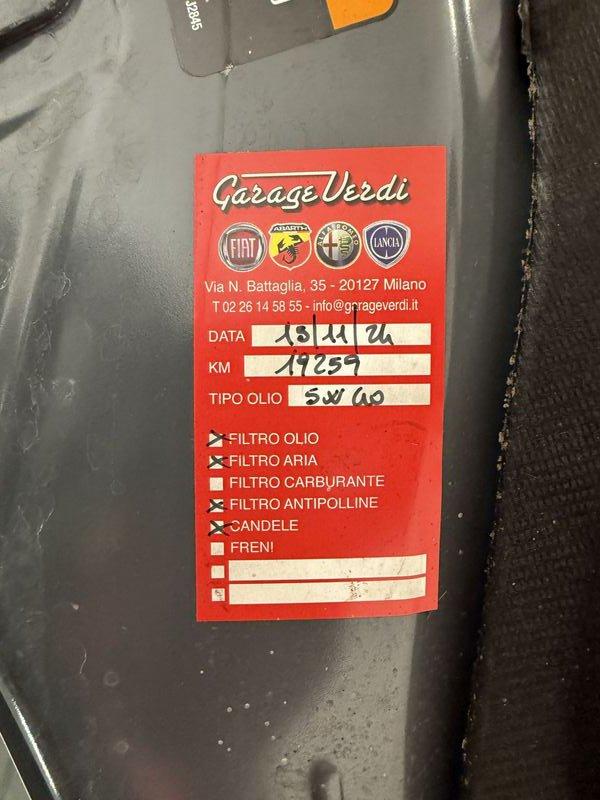 J2845
Garage Verdi
FIAT
ABARTH
ALFA ROMEO
LANCIA
Via N. Battaglia, 35 - 20127 Milano
T 02 26 14 58 55 - info@garageverdi.it
DATA 13/11/24
KM 19259
TIPO OLIO 5W40
FILTRO OLIO
FILTRO ARIA
FILTRO CARBURANTE
FILTRO ANTIPOLLINE
CANDELE
FRENI